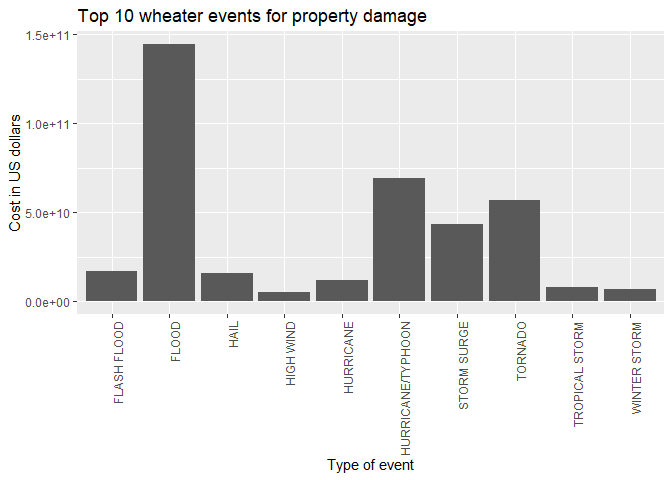 Top 10 wheater events for property damage
Cost in US dollars
1.5e+11
1.0e+11
5.0e+10
0.0e+00
FLASH FLOOD
FLOOD
HAIL
HIGH WIND
HURRICANE
HURRICANE/TYPHOON
STORM SURGE
TORNADO
TROPICAL STORM
WINTER STORM
Type of event